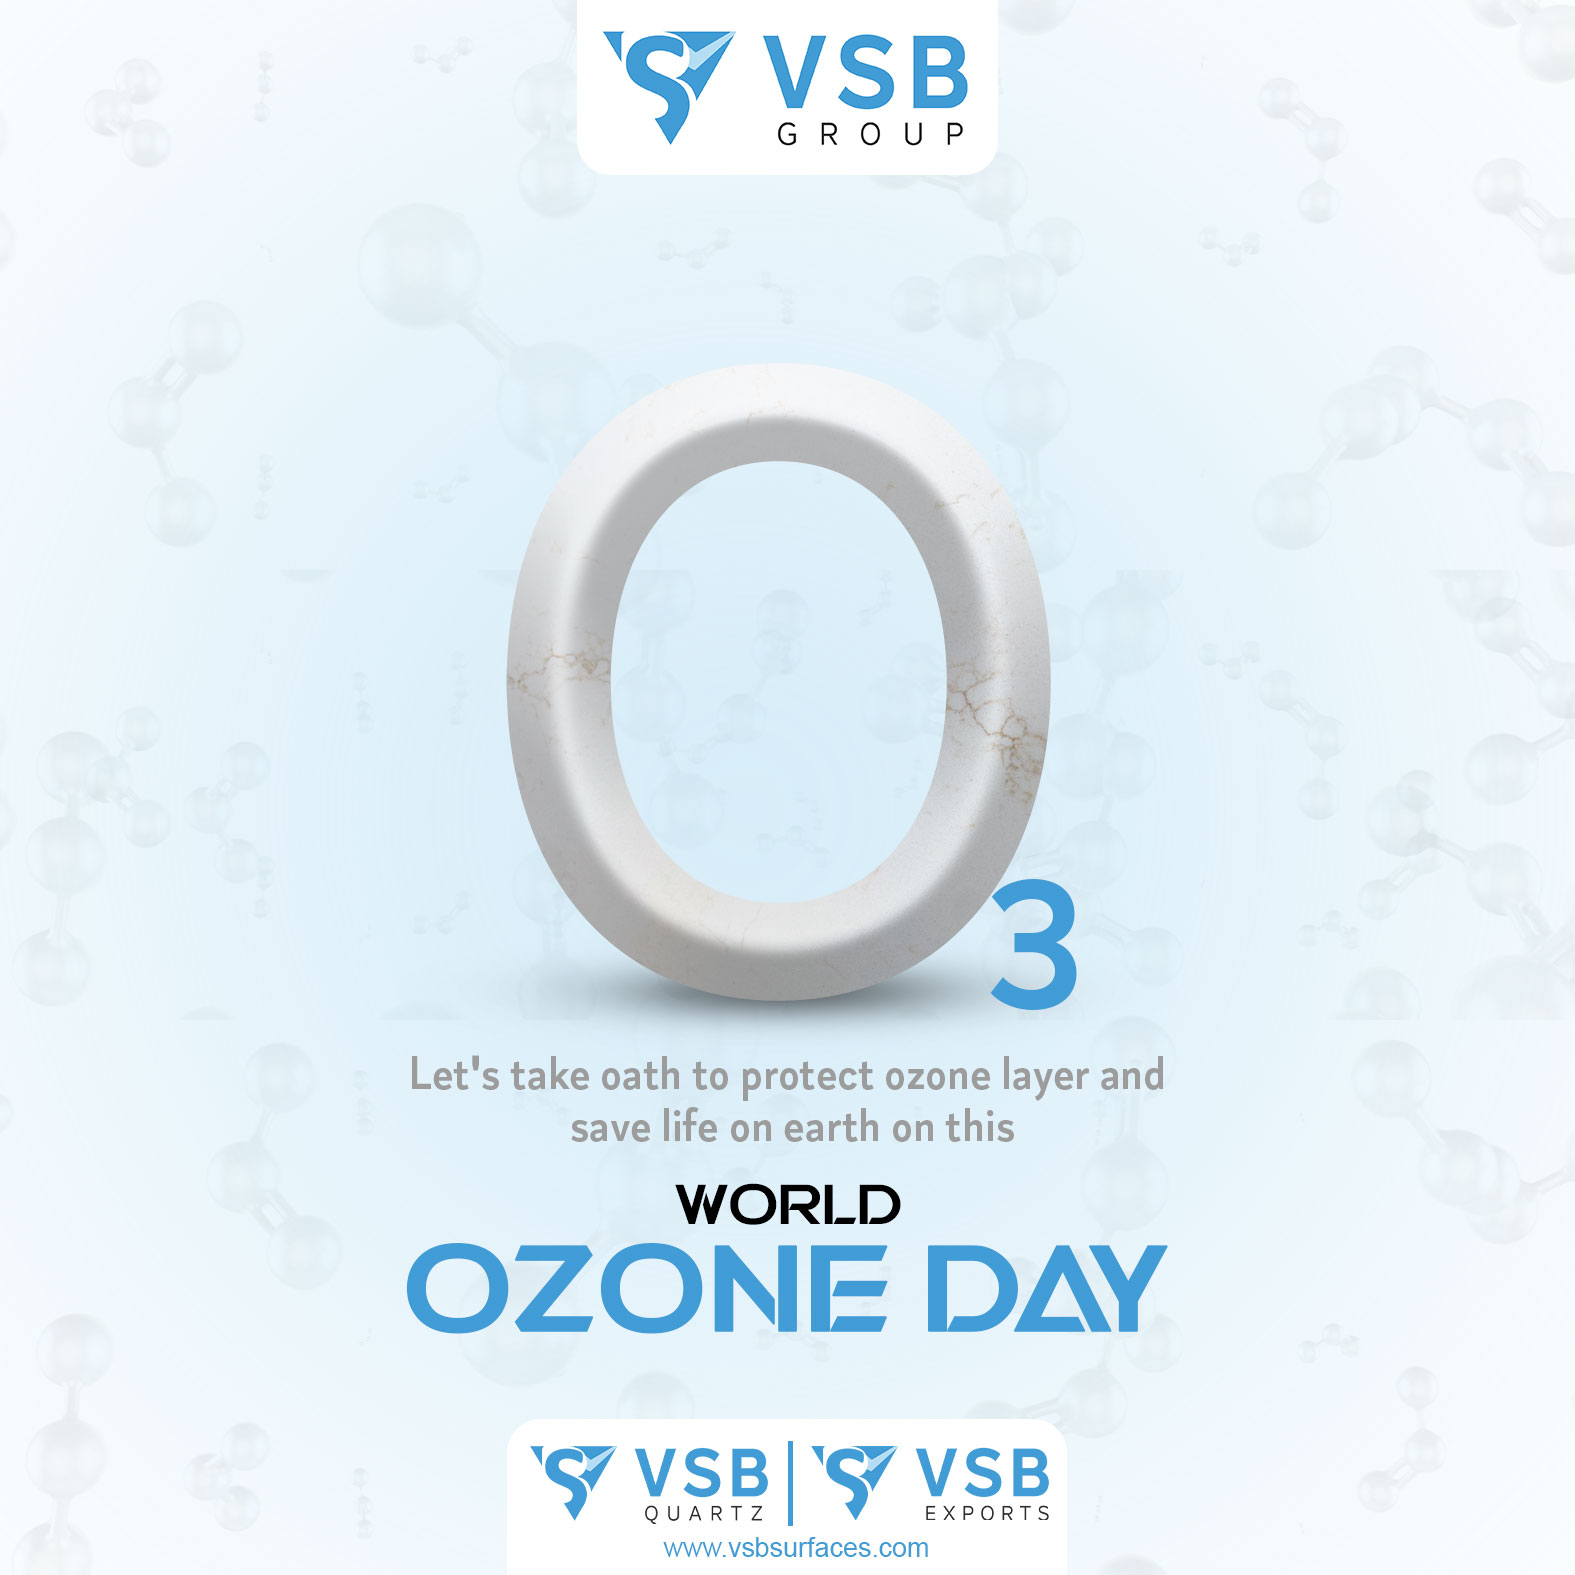 VSB
GROUP
O3
Let's take oath to protect ozone layer and
save life on earth on this
WORLD
OZONE DAY
VSB
QUARTZ
VSB
EXPORTS
www.vsbsurfaces.com